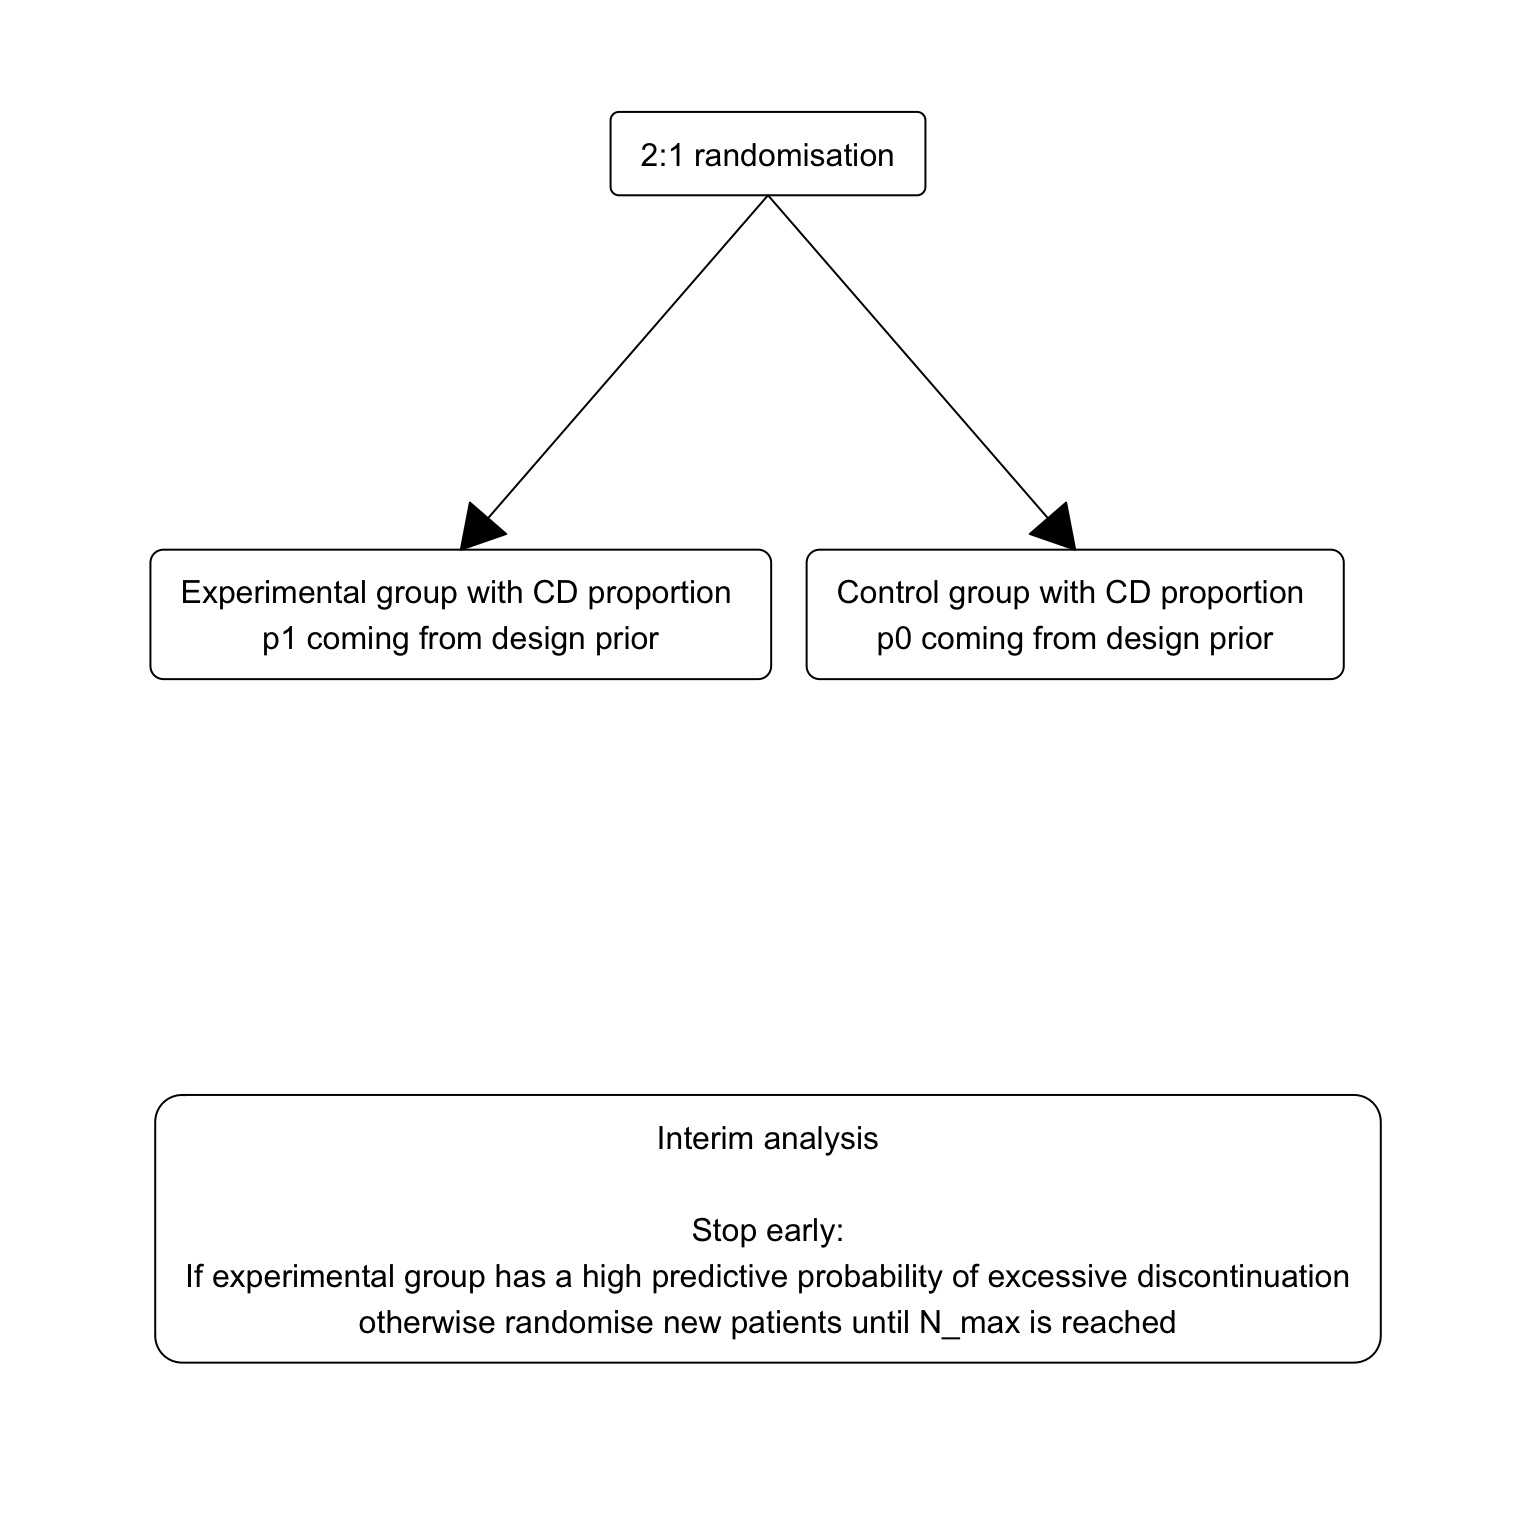 2:1 randomisation
Experimental group with CD proportion
p1 coming from design prior
Control group with CD proportion
p0 coming from design prior
Interim analysis
Stop early:
If experimental group has a high predictive probability of excessive discontinuation
otherwise randomise new patients until N_max is reached